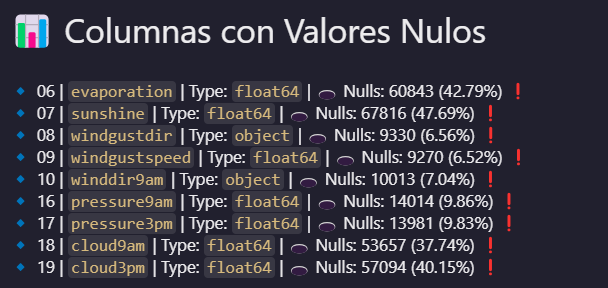 📊 Columnas con Valores Nulos
🔹 06 | evaporation | Type: float64 | 🕳️ Nulls: 60843 (42.79%) ❗
🔹 07 | sunshine | Type: float64 | 🕳️ Nulls: 67816 (47.69%) ❗
🔹 08 | windgustdir | Type: object | 🕳️ Nulls: 9330 (6.56%) ❗
🔹 09 | windgustspeed | Type: float64 | 🕳️ Nulls: 9270 (6.52%) ❗
🔹 10 | winddir9am | Type: object | 🕳️ Nulls: 10013 (7.04%) ❗
🔹 16 | pressure9am | Type: float64 | 🕳️ Nulls: 14014 (9.86%) ❗
🔹 17 | pressure3pm | Type: float64 | 🕳️ Nulls: 13981 (9.83%) ❗
🔹 18 | cloud9am | Type: float64 | 🕳️ Nulls: 53657 (37.74%) ❗
🔹 19 | cloud3pm | Type: float64 | 🕳️ Nulls: 57094 (40.15%) ❗